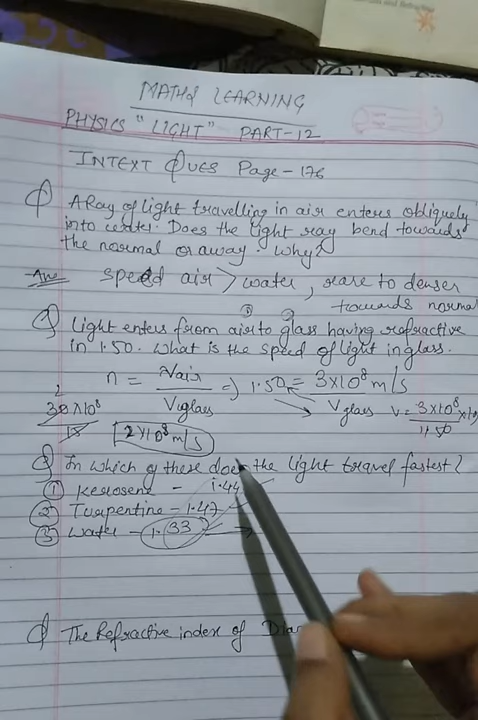 MATHS LEARNING
PHYSICS "LIGHT" PART-12
INTEXT QUES Page - 176
Q A Ray of light travelling in air enters obliquely
into water. Does the light ray bend towards
the normal or away. Why?
Ans speed air > water, rare to denser
towards normal
① ②
Q Light enters from air to glass having refractive
in 1.50. What is the speed of light in glass.
n = Vair / Vglass => 1.50 = 3×10⁸ m/s / Vglass
V = 3×10⁸ / 1.50
2×10⁸ m/s
Q In which of these does the light travel fastest?
① Kerosene - 1.44
② Turpentine - 1.47
③ Water - 1.33
Q The Refractive index of